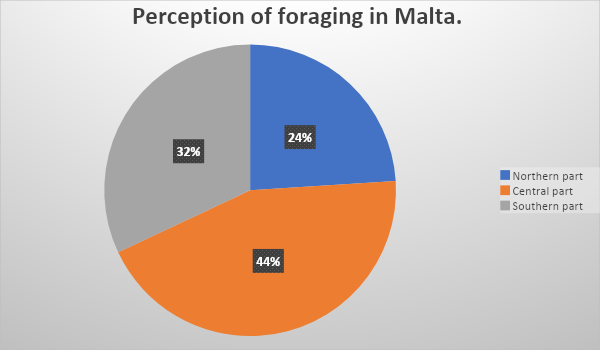 Perception of foraging in Malta.
24%
32%
44%
Northern part
Central part
Southern part